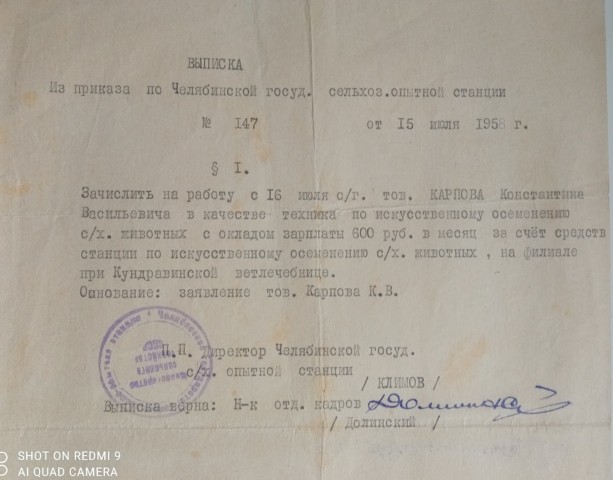 ВЫПИСКА
Из приказа по Челябинской госуд. сельхоз.опытной станции
№ 147 от 15 июля 1958 г.
§ I.
Зачислить на работу с 16 июля с/г. тов. КАРПОВА Константина
Васильевича в качестве техника по искусственному осеменению
с/х. животных с окладом зарплаты 600 руб. в месяц за счёт средств
станции по искусственному осеменению с/х. животных , на филиале
при Кундравинской ветлечебнице.
Основание: заявление тов. Карпова К.В.
П.П. Директор Челябинской госуд.
с/х. опытной станции
/ КЛИМОВ /
Выписка верна: Н-к отд. кадров
/ Долинский /
SHOT ON REDMI 9
AI QUAD CAMERA